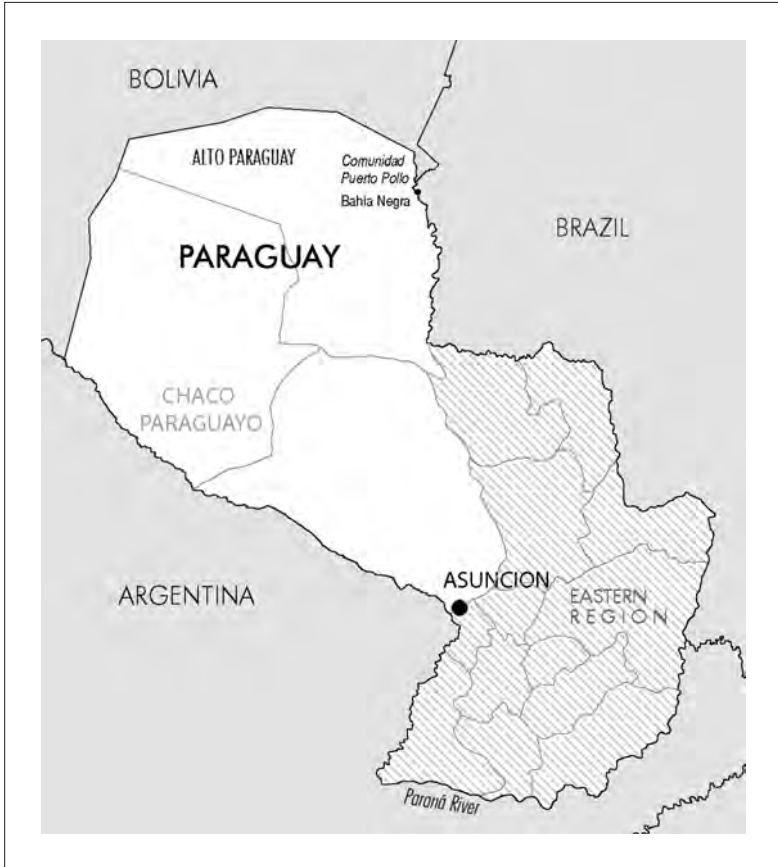 BOLIVIA
ALTO PARAGUAY
Comunidad
Puerto Pollo
Bahia Negra
BRAZIL
PARAGUAY
CHACO
PARAGUAYO
ASUNCION
ARGENTINA
EASTERN
REGION
Paraná River